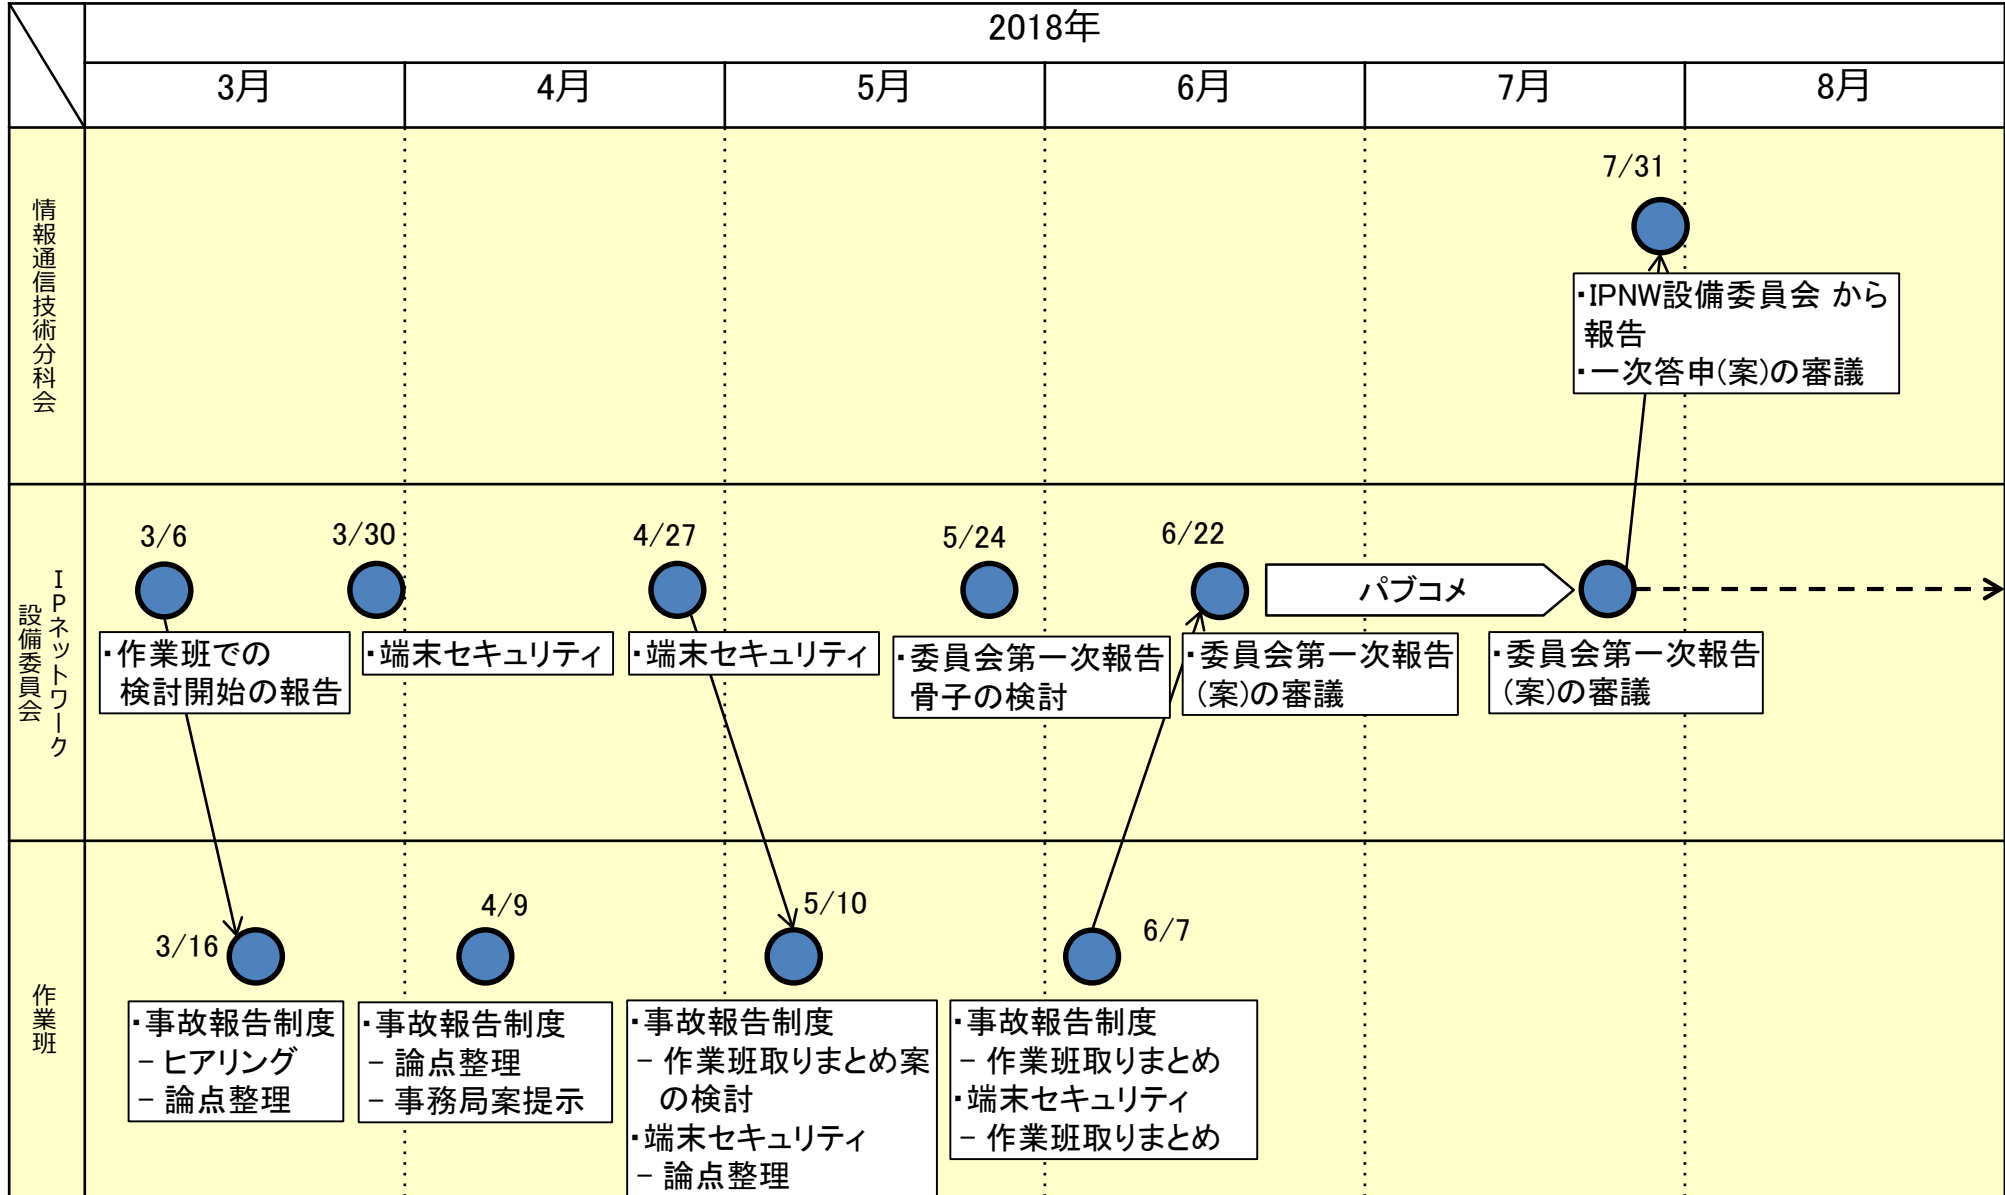 2018年
3月
4月
5月
6月
7月
8月
情報通信技術分科会
7/31
・IPNW設備委員会 から
報告
・一次答申(案)の審議
IPネットワーク
設備委員会
3/6
・作業班での
検討開始の報告
3/30
・端末セキュリティ
4/27
・端末セキュリティ
5/24
・委員会第一次報告
骨子の検討
6/22
・委員会第一次報告
(案)の審議
パブコメ
・委員会第一次報告
(案)の審議
作業班
3/16
・事故報告制度
– ヒアリング
– 論点整理
4/9
・事故報告制度
– 論点整理
– 事務局案提示
5/10
・事故報告制度
– 作業班取りまとめ案
の検討
・端末セキュリティ
– 論点整理
6/7
・事故報告制度
– 作業班取りまとめ
・端末セキュリティ
– 作業班取りまとめ